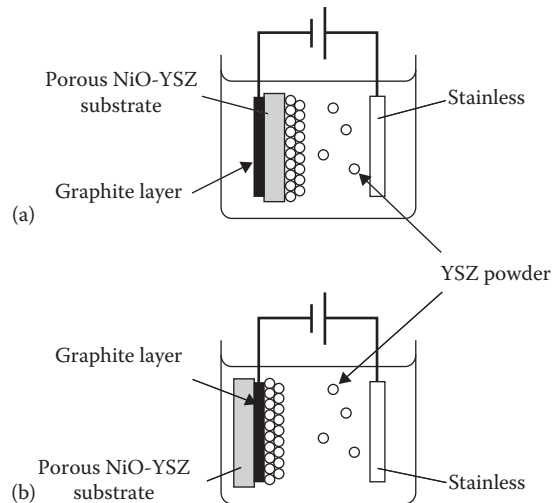 Porous NiO-YSZ
substrate
Stainless
Graphite layer
(a)
YSZ powder
Graphite layer
Porous NiO-YSZ
substrate
Stainless
(b)